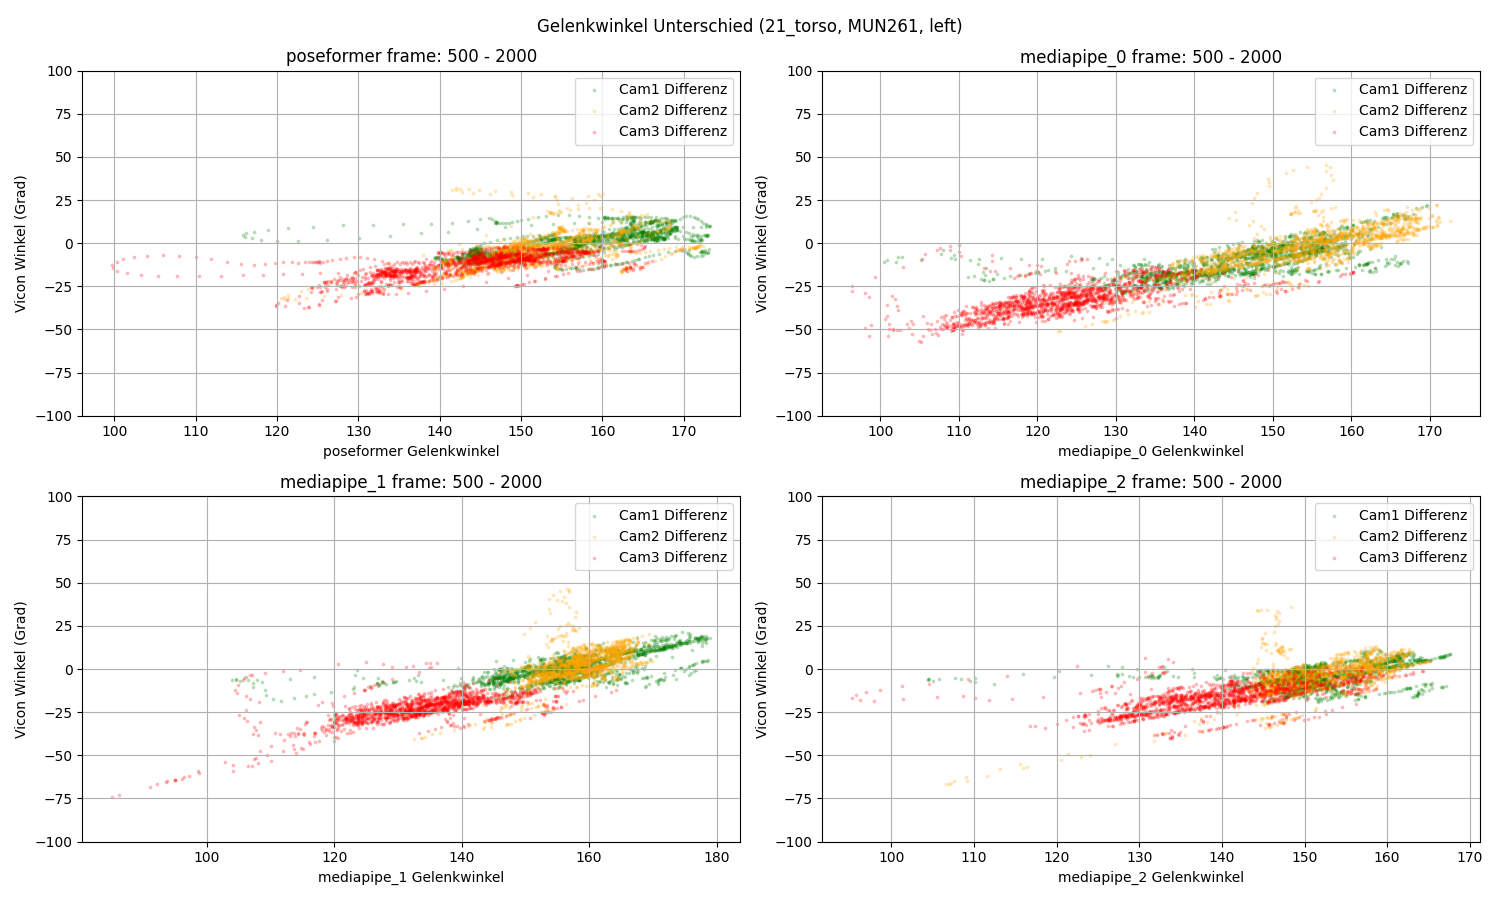 Gelenkwinkel Unterschied (21_torso, MUN261, left)
poseformer frame: 500 - 2000
Cam1 Differenz
Cam2 Differenz
Cam3 Differenz
Vicon Winkel (Grad)
100
75
50
25
0
−25
−50
−75
−100
100 110 120 130 140 150 160 170
poseformer Gelenkwinkel
mediapipe_0 frame: 500 - 2000
Cam1 Differenz
Cam2 Differenz
Cam3 Differenz
Vicon Winkel (Grad)
100
75
50
25
0
−25
−50
−75
−100
100 110 120 130 140 150 160 170
mediapipe_0 Gelenkwinkel
mediapipe_1 frame: 500 - 2000
Cam1 Differenz
Cam2 Differenz
Cam3 Differenz
Vicon Winkel (Grad)
100
75
50
25
0
−25
−50
−75
−100
100 120 140 160 180
mediapipe_1 Gelenkwinkel
mediapipe_2 frame: 500 - 2000
Cam1 Differenz
Cam2 Differenz
Cam3 Differenz
Vicon Winkel (Grad)
100
75
50
25
0
−25
−50
−75
−100
100 110 120 130 140 150 160 170
mediapipe_2 Gelenkwinkel